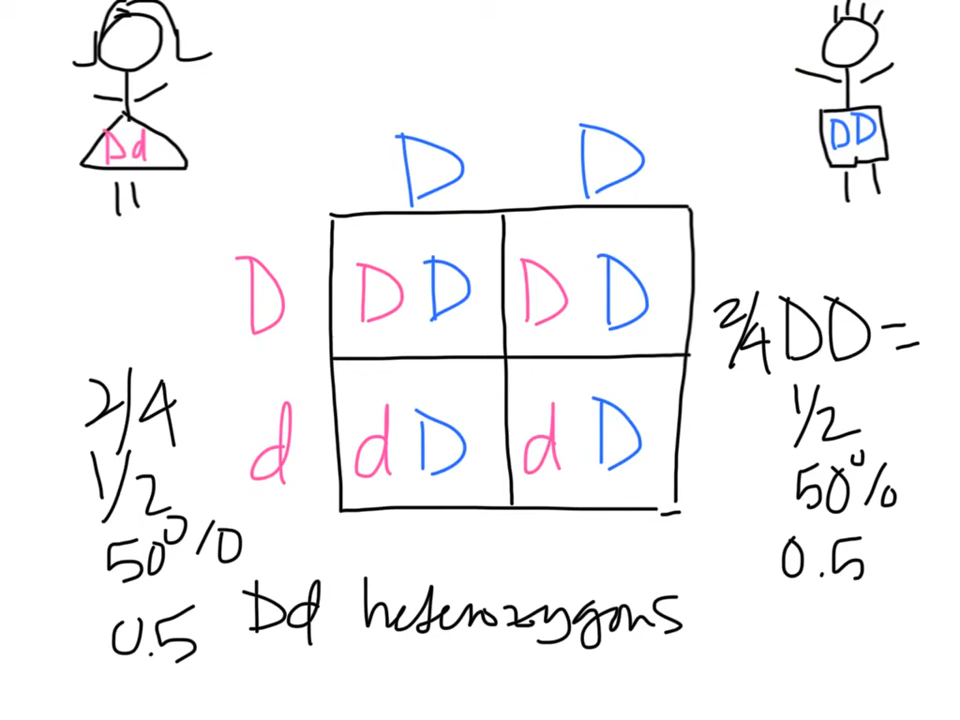 Dd
DD
D D
D DD DD
d dD dD
2/4
1/2
50%
0.5
2/4 DD =
1/2
50%
0.5
Dd heterozygous